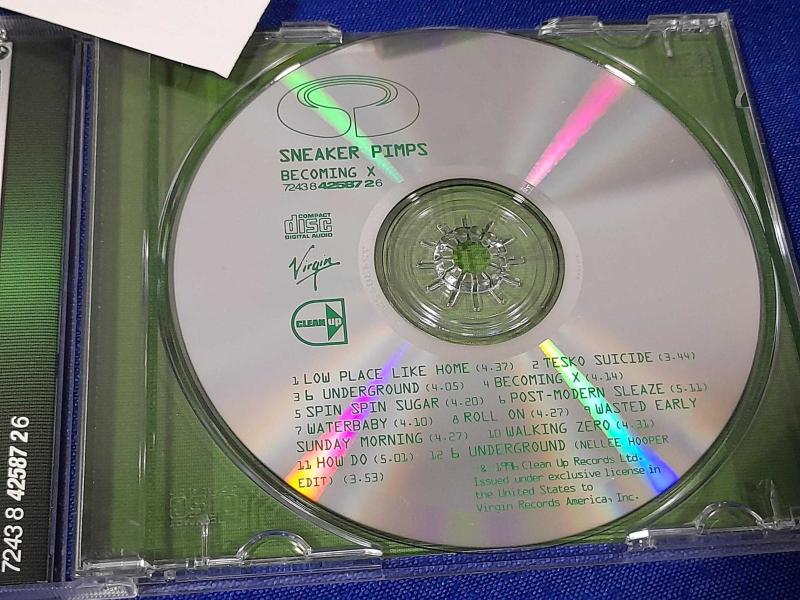 SNEAKER PIMPS
BECOMING X
7243 8 42587 2 6
COMPACT
disc
DIGITAL AUDIO
Virgin
CLEAN up
1 LOW PLACE LIKE HOME (4.37) 2 TESKO SUICIDE (3.44)
3 6 UNDERGROUND (4.05) 4 BECOMING X (4.14)
5 SPIN SPIN SUGAR (4.20) 6 POST-MODERN SLEAZE (5.11)
7 WATERBABY (4.10) 8 ROLL ON (4.27) 9 WASTED EARLY
SUNDAY MORNING (4.27) 10 WALKING ZERO (4.31)
11 HOW DO (5.01) 12 6 UNDERGROUND (NELLEE HOOPER
EDIT) (3.53)
& 1996 Clean Up Records Ltd.
Issued under exclusive license in
the United States to
Virgin Records America, Inc.
7243 8 42587 2 6